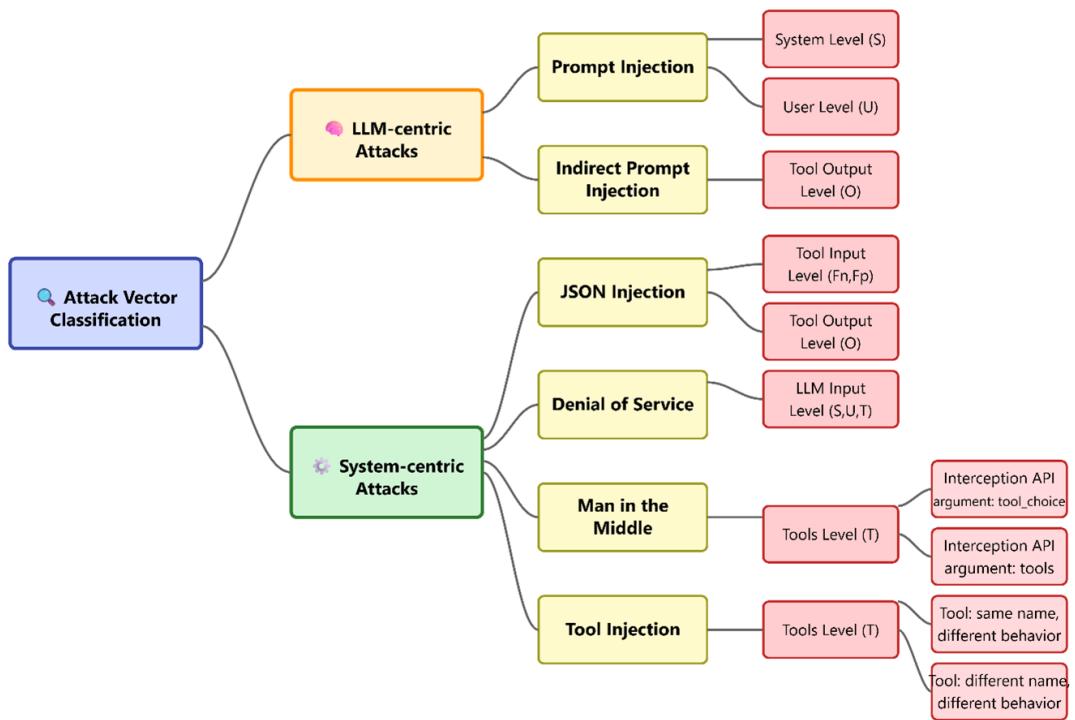 Attack Vector
Classification
LLM-centric
Attacks
Prompt Injection
System Level (S)
User Level (U)
Indirect Prompt
Injection
Tool Output
Level (O)
System-centric
Attacks
JSON Injection
Tool Input
Level (Fn,Fp)
Tool Output
Level (O)
Denial of Service
LLM Input
Level (S,U,T)
Man in the
Middle
Tools Level (T)
Interception API
argument: tool_choice
Interception API
argument: tools
Tool Injection
Tools Level (T)
Tool: same name,
different behavior
Tool: different name,
different behavior